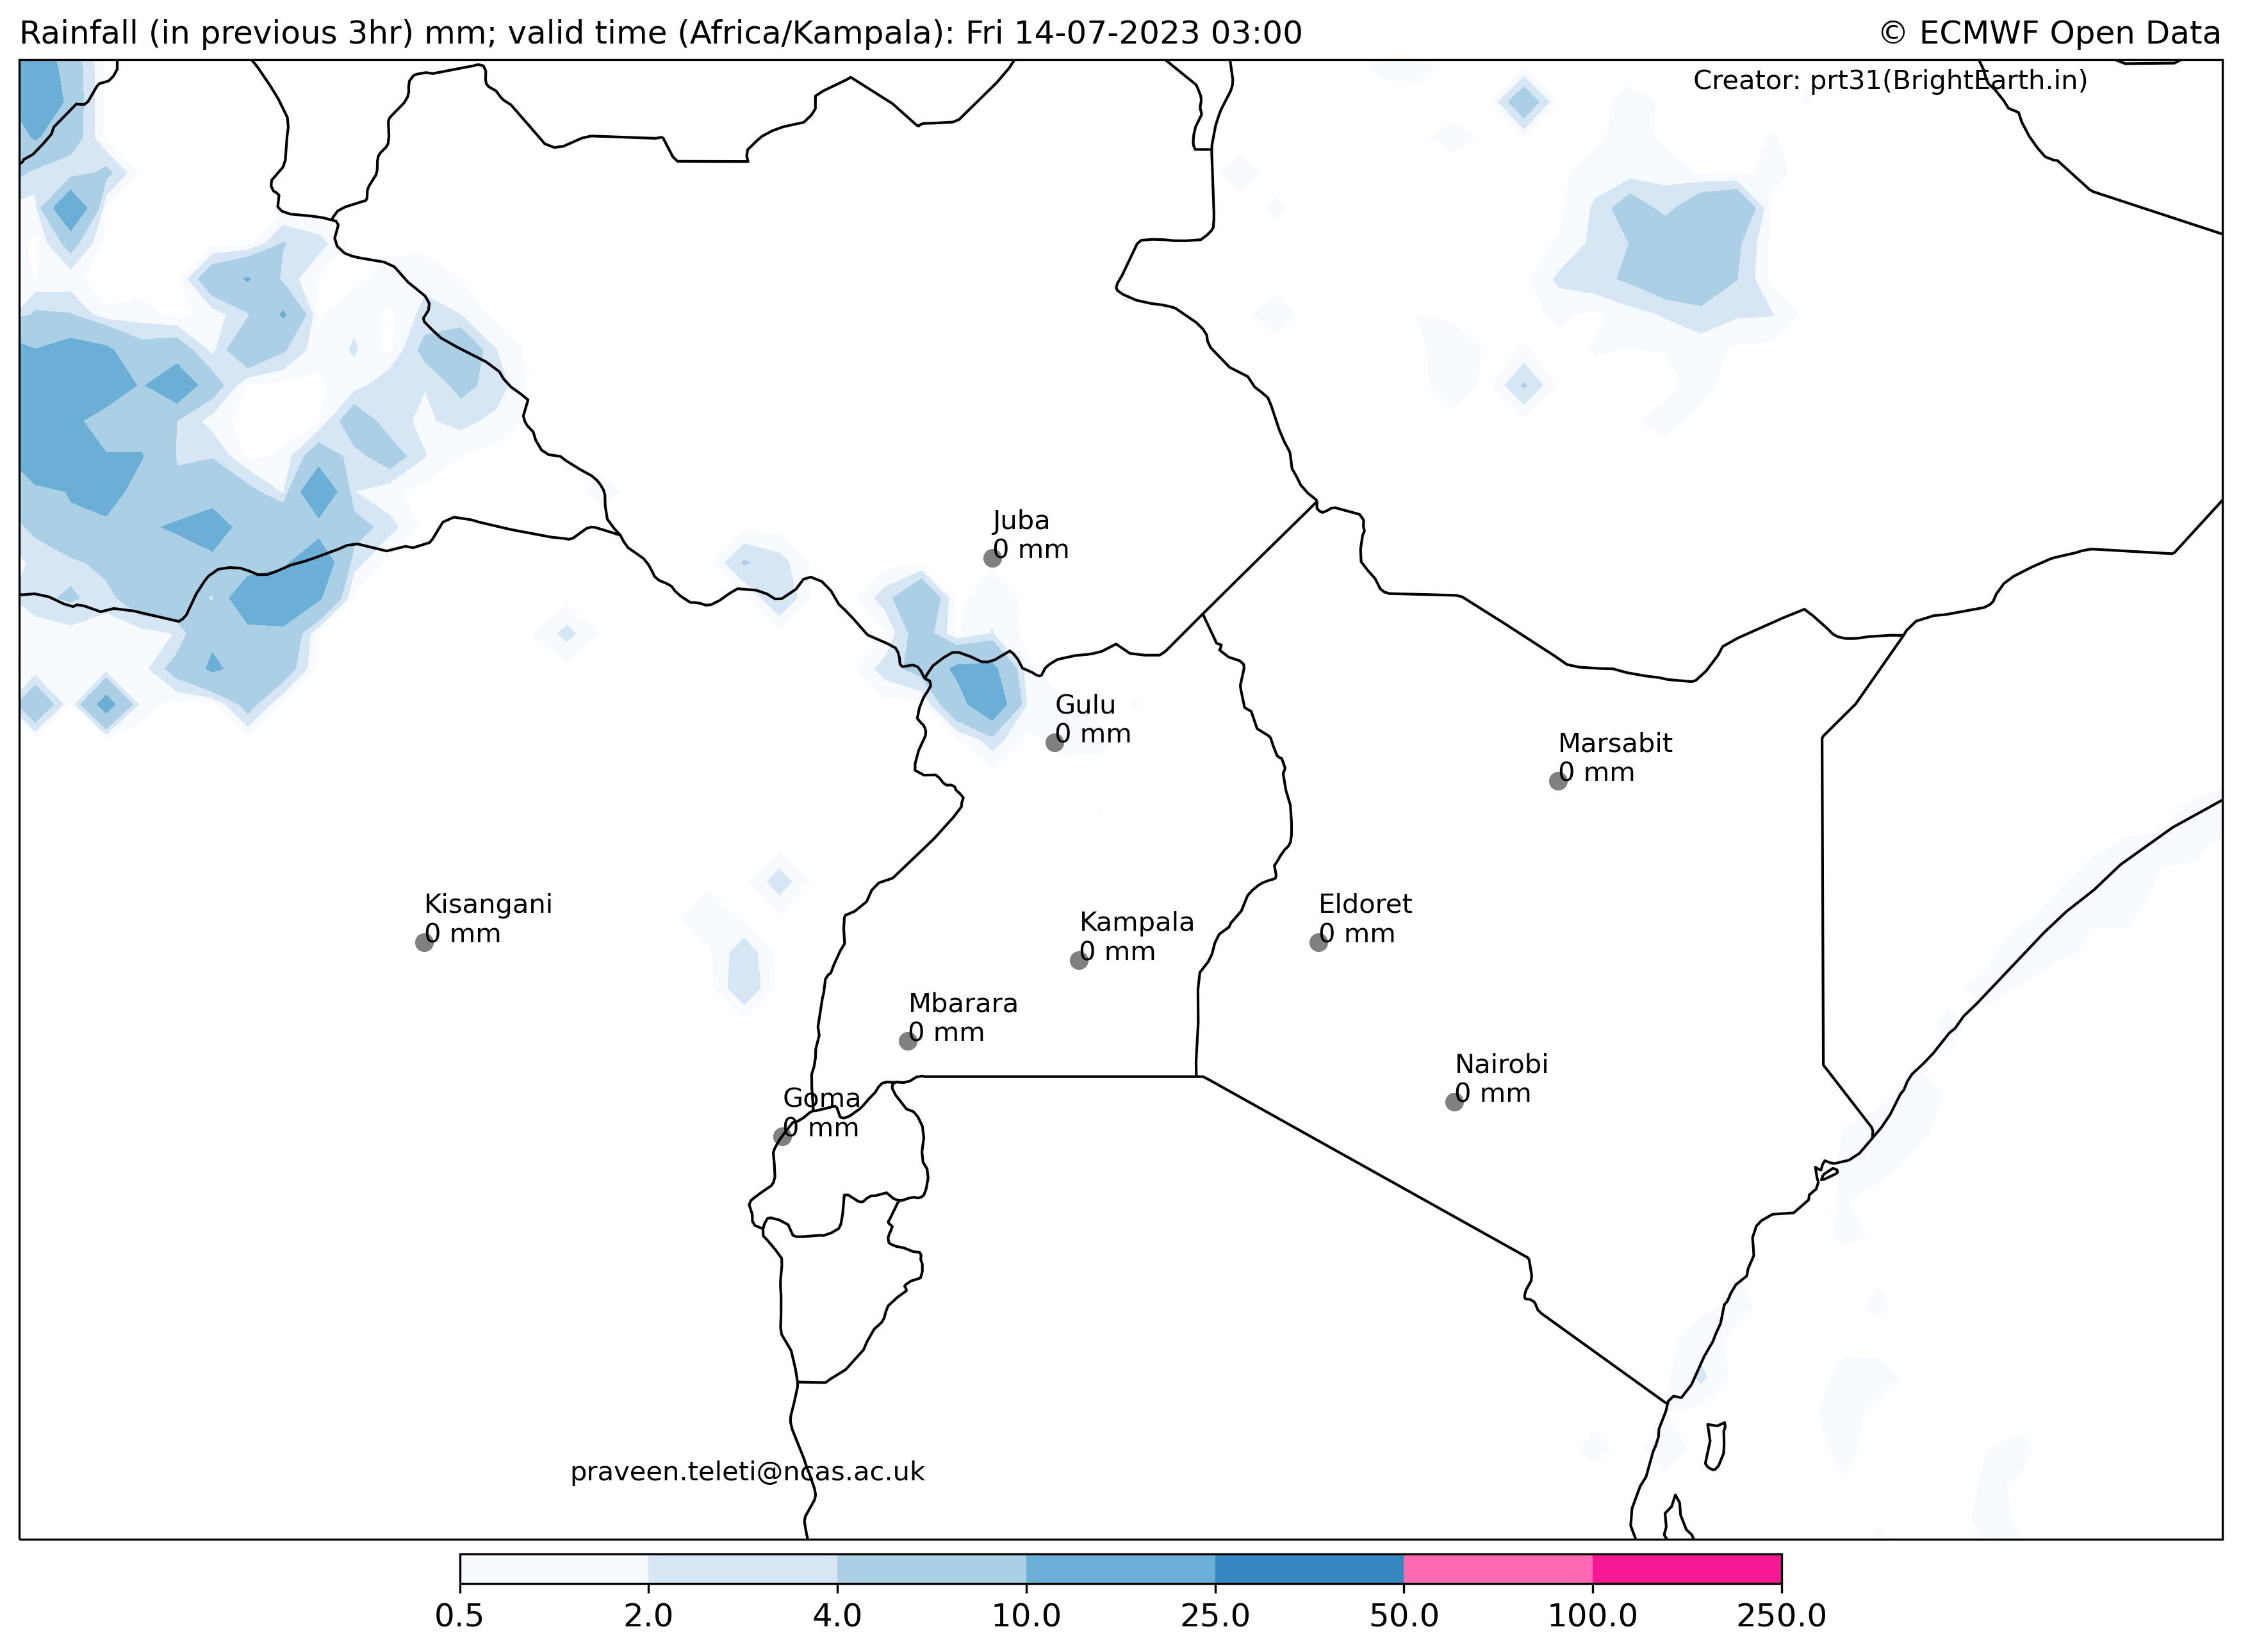 Rainfall (in previous 3hr) mm; valid time (Africa/Kampala): Fri 14-07-2023 03:00
© ECMWF Open Data
Creator: prt31(BrightEarth.in)
Juba
0 mm
Gulu
0 mm
Marsabit
0 mm
Kisangani
0 mm
Kampala
0 mm
Eldoret
0 mm
Mbarara
0 mm
Nairobi
0 mm
Goma
0 mm
praveen.teleti@ncas.ac.uk
0.5 2.0 4.0 10.0 25.0 50.0 100.0 250.0